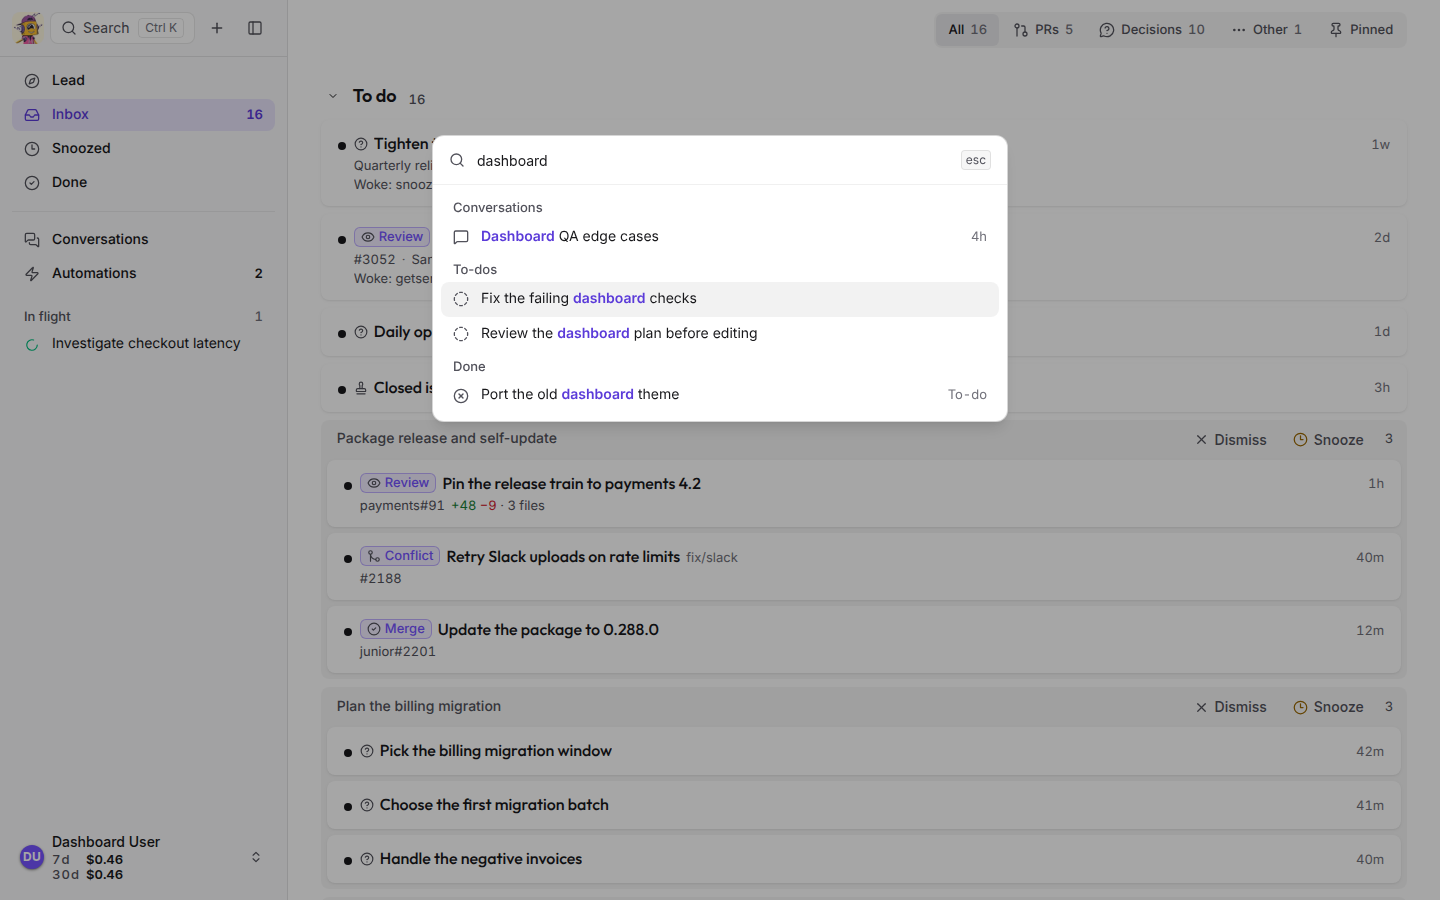 Search Ctrl K
All 16 PRs 5 Decisions 10 Other 1 Pinned
Lead
Inbox 16
Snoozed
Done
Conversations
Automations 2
In flight 1
Investigate checkout latency
Dashboard User
DU
7d $0.46
30d $0.46
To do 16
Tighten 1w
Quarterly reli
Woke: snooz
Review 2d
#3052 · Sar
Woke: getser
Daily op 1d
Closed is 3h
dashboard esc
Conversations
Dashboard QA edge cases 4h
To-dos
Fix the failing dashboard checks
Review the dashboard plan before editing
Done
Port the old dashboard theme To-do
Package release and self-update Dismiss Snooze 3
Review Pin the release train to payments 4.2 1h
payments#91 +48 −9 · 3 files
Conflict Retry Slack uploads on rate limits fix/slack 40m
#2188
Merge Update the package to 0.288.0 12m
junior#2201
Plan the billing migration Dismiss Snooze 3
Pick the billing migration window 42m
Choose the first migration batch 41m
Handle the negative invoices 40m